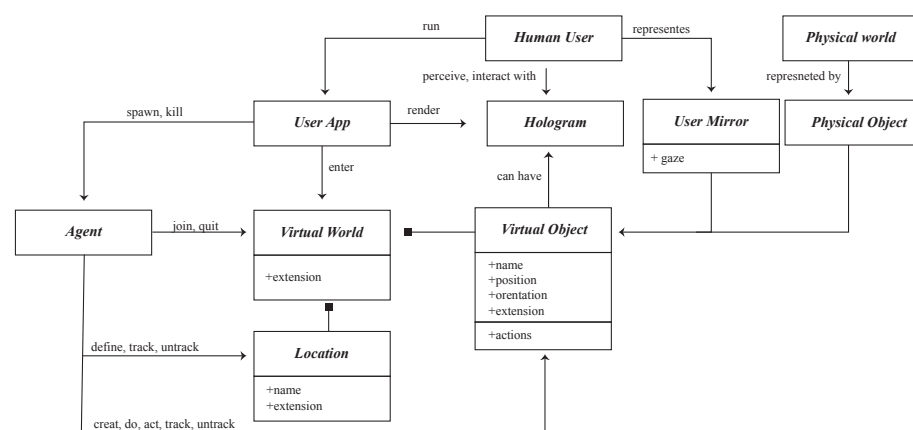 run
Human User
representes
Physical world
perceive, interact with
represneted by
spawn, kill
User App
render
Hologram
User Mirror
+ gaze
Physical Object
enter
can have
Agent
join, quit
Virtual World
+extension
Virtual Object
+name
+position
+orentation
+extension
+actions
define, track, untrack
Location
+name
+extension
creat, do, act, track, untrack